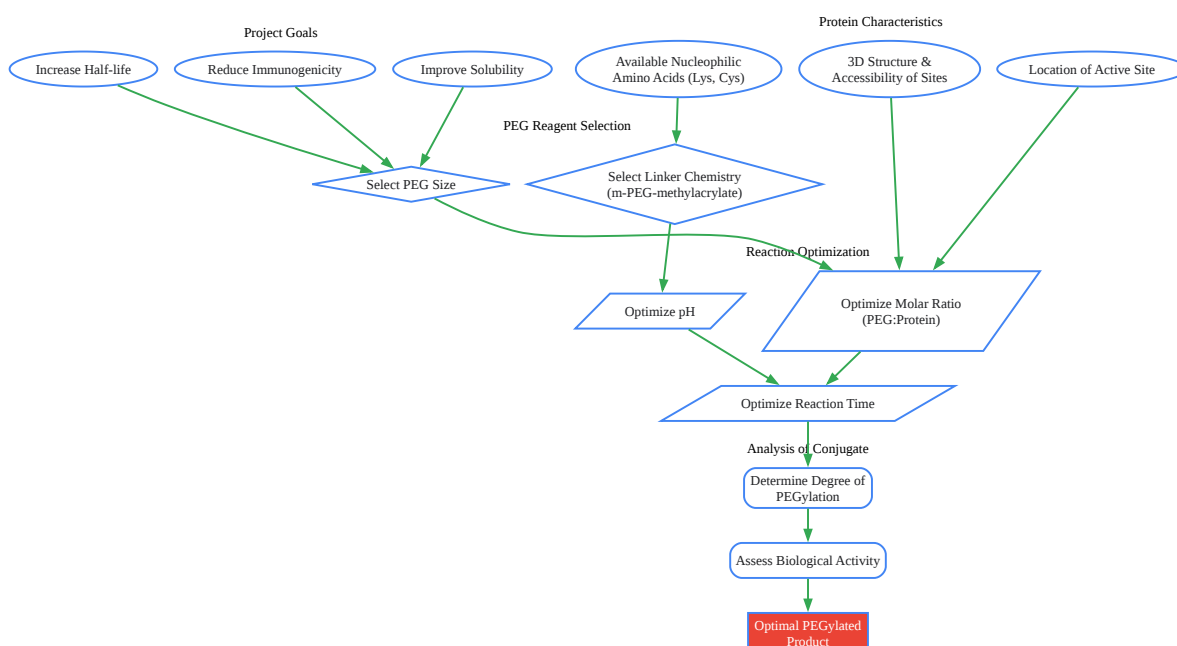 Protein Characteristics
Project Goals
Increase Half-life
Reduce Immunogenicity
Improve Solubility
Available Nucleophilic
Amino Acids (Lys, Cys)
3D Structure &
Accessibility of Sites
Location of Active Site
PEG Reagent Selection
Select PEG Size
Select Linker Chemistry
(m-PEG-methylacrylate)
Reaction Optimization
Optimize pH
Optimize Molar Ratio
(PEG:Protein)
Optimize Reaction Time
Analysis of Conjugate
Determine Degree of
PEGylation
Assess Biological Activity
Optimal PEGylated
Product